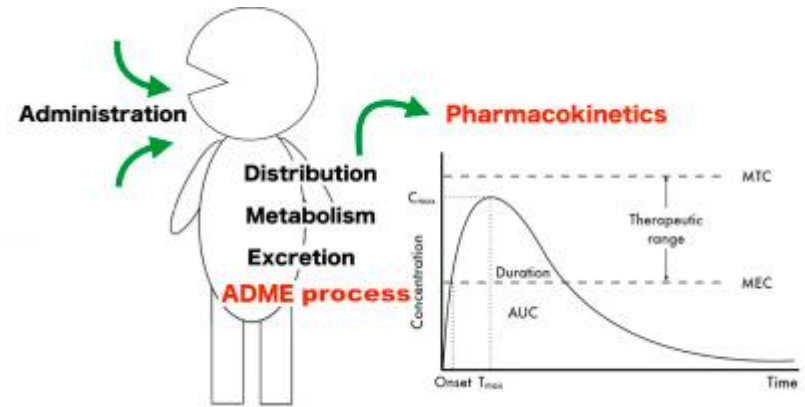 Administration
Distribution
Metabolism
Excretion
ADME process
Pharmacokinetics
MTC
Cmax
Therapeutic
range
Duration
MEC
AUC
Concentration
Onset Tmax
Time